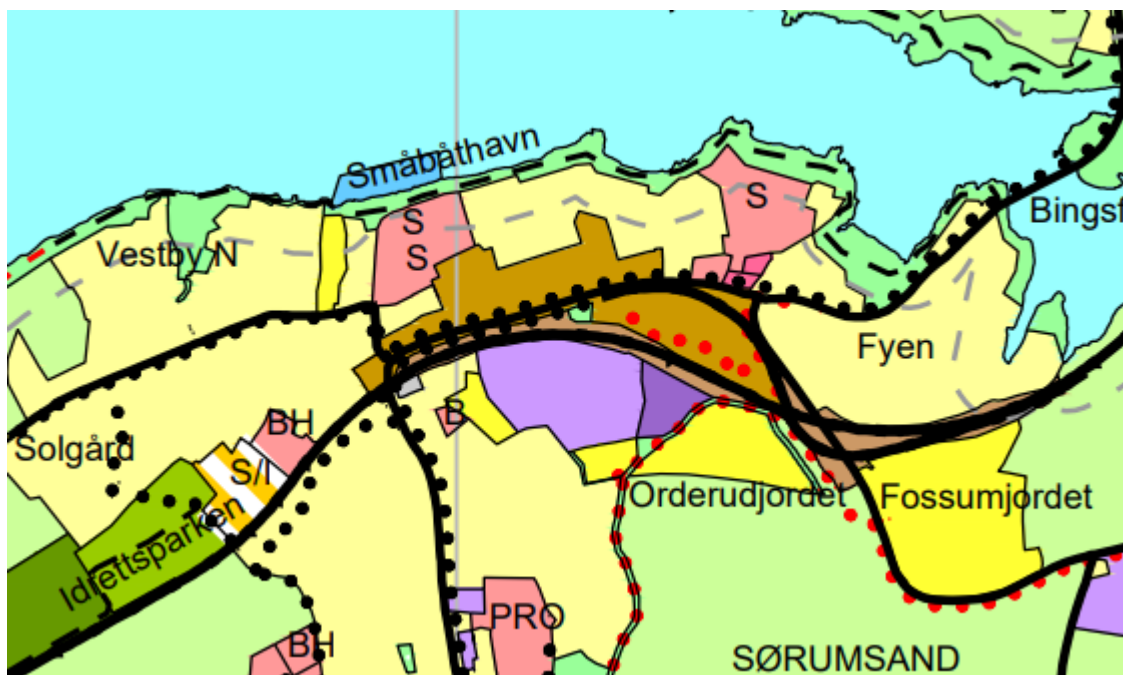 Småbåthavn
S
S
S
Bingsf
Vestby N
Fyen
BH
B
Solgård
S/I
Orderudjordet
Fossumjordet
Idrettsparken
PRO
BH
SØRUMSAND